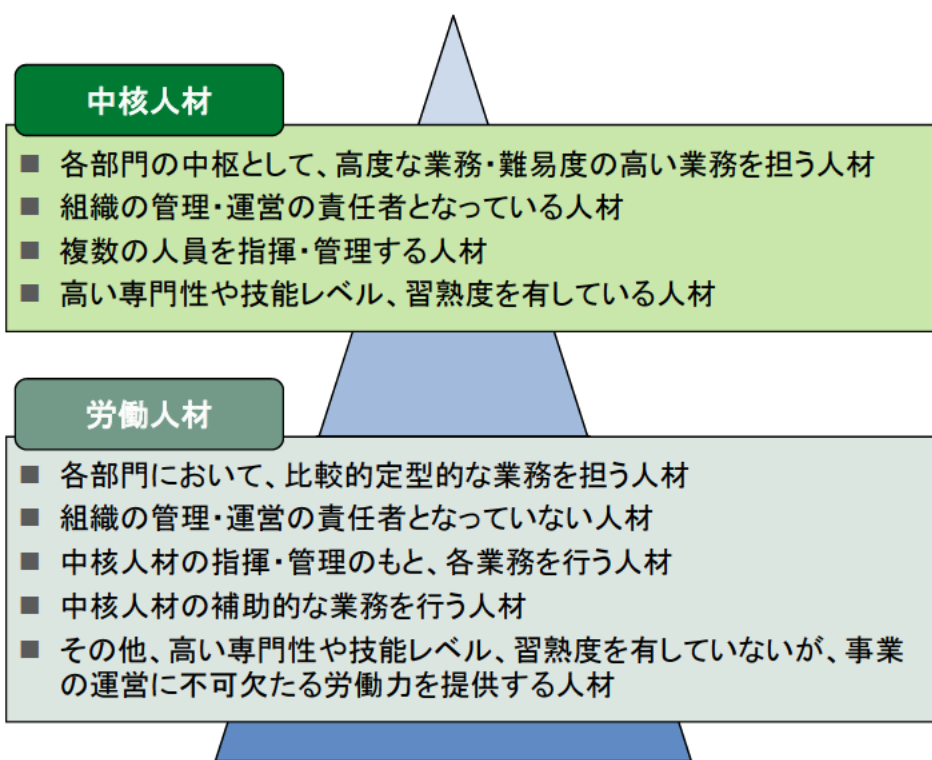 中核人材
■ 各部門の中枢として、高度な業務・難易度の高い業務を担う人材
■ 組織の管理・運営の責任者となっている人材
■ 複数の人員を指揮・管理する人材
■ 高い専門性や技能レベル、習熟度を有している人材
労働人材
■ 各部門において、比較的定型的な業務を担う人材
■ 組織の管理・運営の責任者となっていない人材
■ 中核人材の指揮・管理のもと、各業務を行う人材
■ 中核人材の補助的な業務を行う人材
■ その他、高い専門性や技能レベル、習熟度を有していないが、事業
の運営に不可欠たる労働力を提供する人材